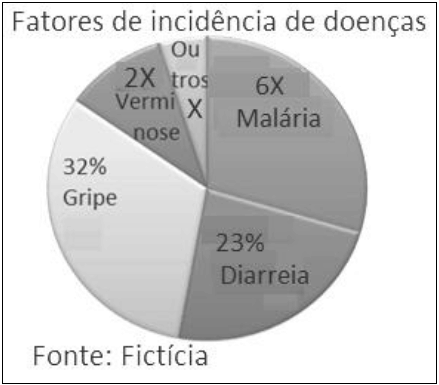 Fatores de incidência de doenças
Ou
tros
X
2X
Vermi
nose
6X
Malária
32%
Gripe
23%
Diarreia
Fonte: Fictícia